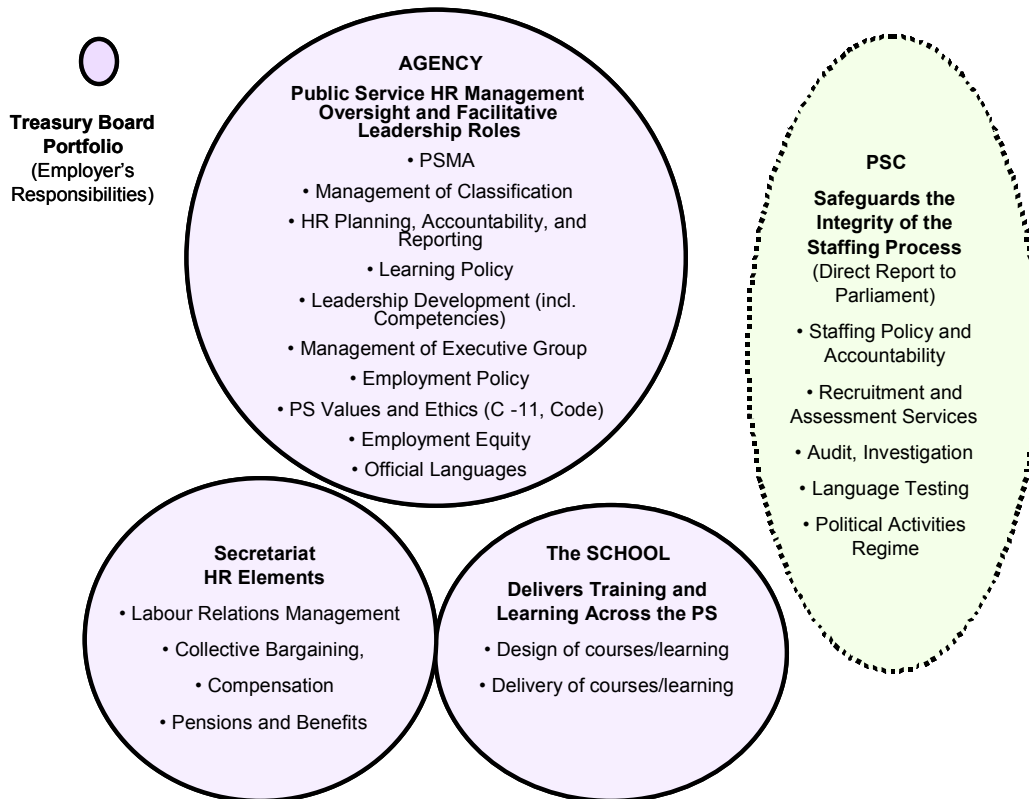 Treasury Board
Portfolio
(Employer's
Responsibilities)
AGENCY
Public Service HR Management
Oversight and Facilitative
Leadership Roles
• PSMA
• Management of Classification
• HR Planning, Accountability, and
Reporting
• Learning Policy
• Leadership Development (incl.
Competencies)
• Management of Executive Group
• Employment Policy
• PS Values and Ethics (C -11, Code)
• Employment Equity
• Official Languages
PSC
Safeguards the
Integrity of the
Staffing Process
(Direct Report to
Parliament)
• Staffing Policy and
Accountability
• Recruitment and
Assessment Services
• Audit, Investigation
• Language Testing
• Political Activities
Regime
Secretariat
HR Elements
• Labour Relations Management
• Collective Bargaining,
• Compensation
• Pensions and Benefits
The SCHOOL
Delivers Training and
Learning Across the PS
• Design of courses/learning
• Delivery of courses/learning